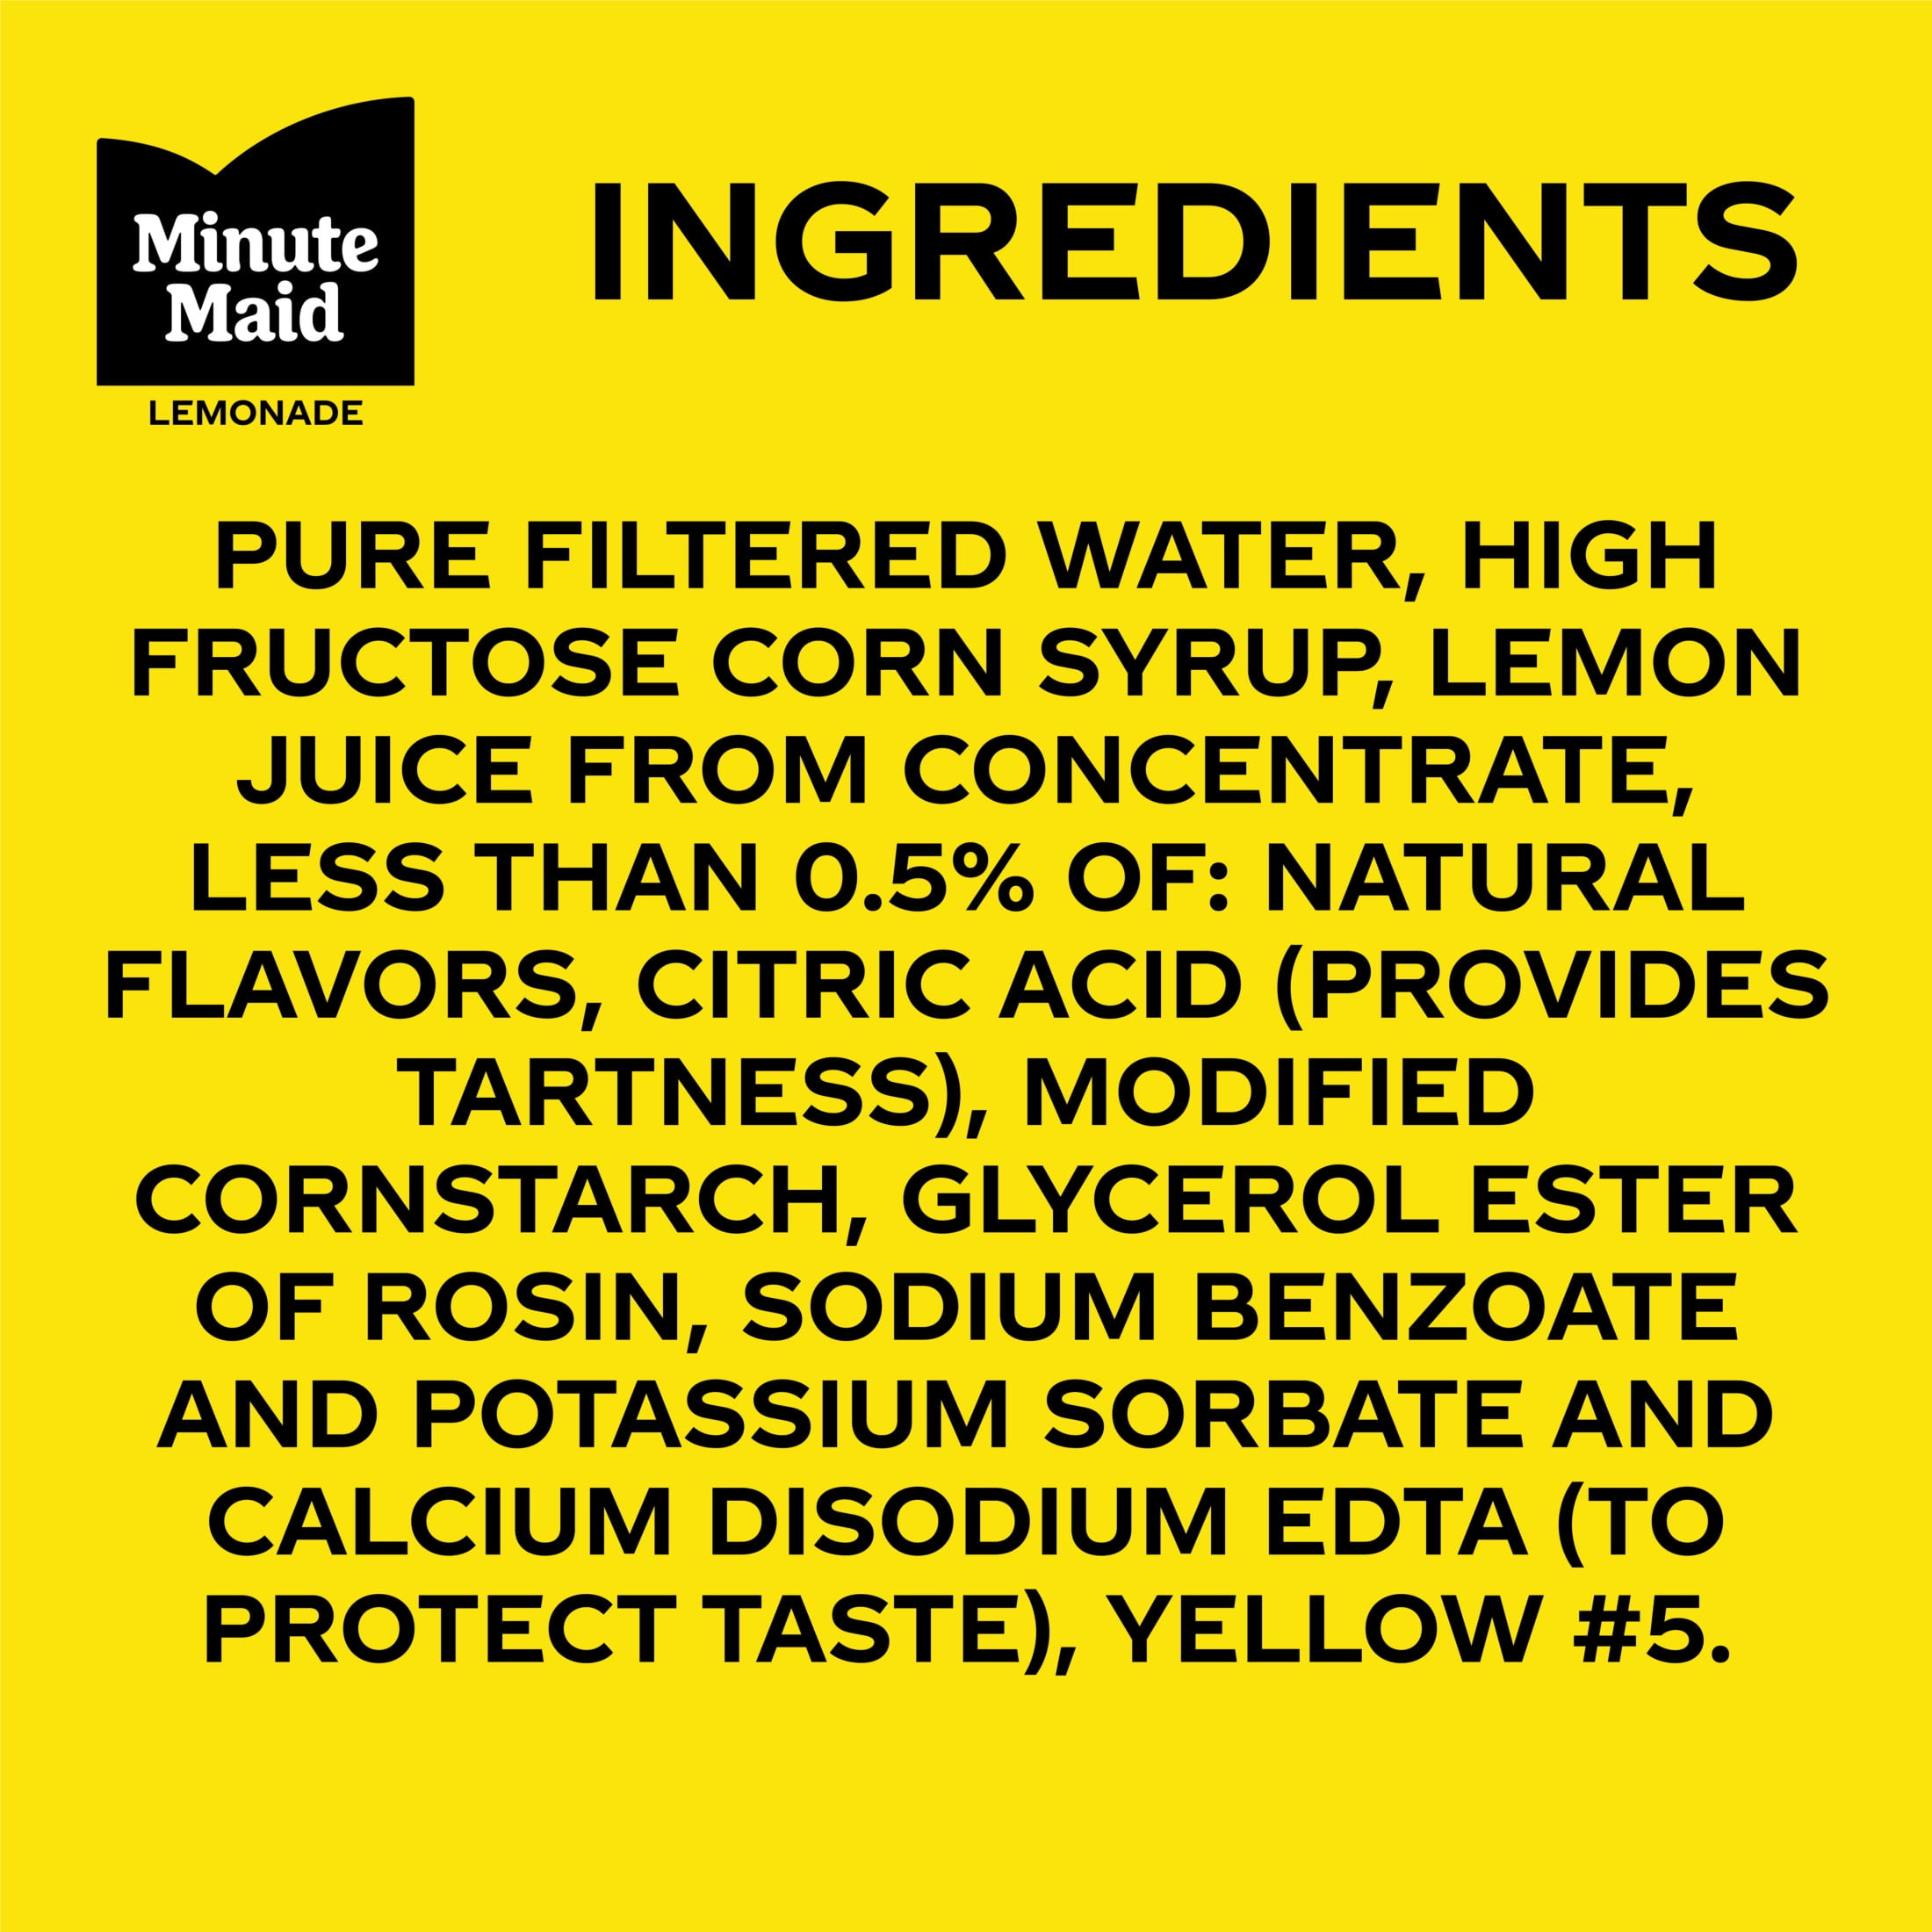 Minute
Maid
LEMONADE
INGREDIENTS
PURE FILTERED WATER, HIGH
FRUCTOSE CORN SYRUP, LEMON
JUICE FROM CONCENTRATE,
LESS THAN 0.5% OF: NATURAL
FLAVORS, CITRIC ACID (PROVIDES
TARTNESS), MODIFIED
CORNSTARCH, GLYCEROL ESTER
OF ROSIN, SODIUM BENZOATE
AND POTASSIUM SORBATE AND
CALCIUM DISODIUM EDTA (TO
PROTECT TASTE), YELLOW #5.